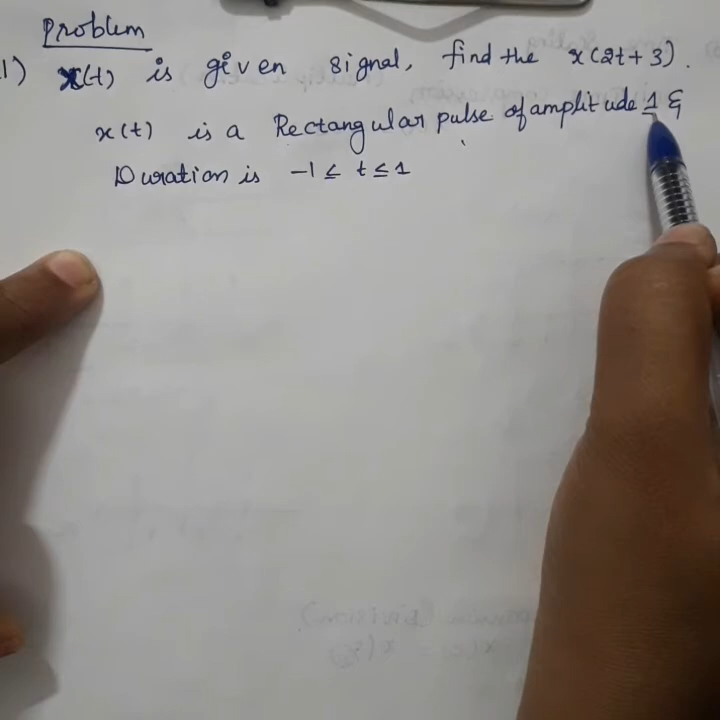 Problem
1) x(t) is given signal, find the x(2t+3).
x(t) is a Rectangular pulse of amplitude 1 &
Duration is -1 ≤ t ≤ 1